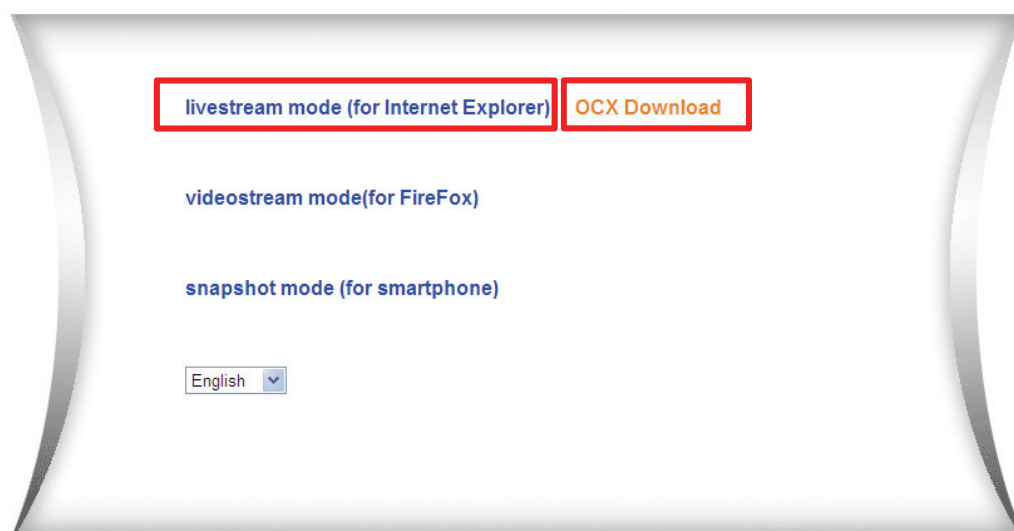 livestream mode (for Internet Explorer) OCX Download
videostream mode(for FireFox)
snapshot mode (for smartphone)
English